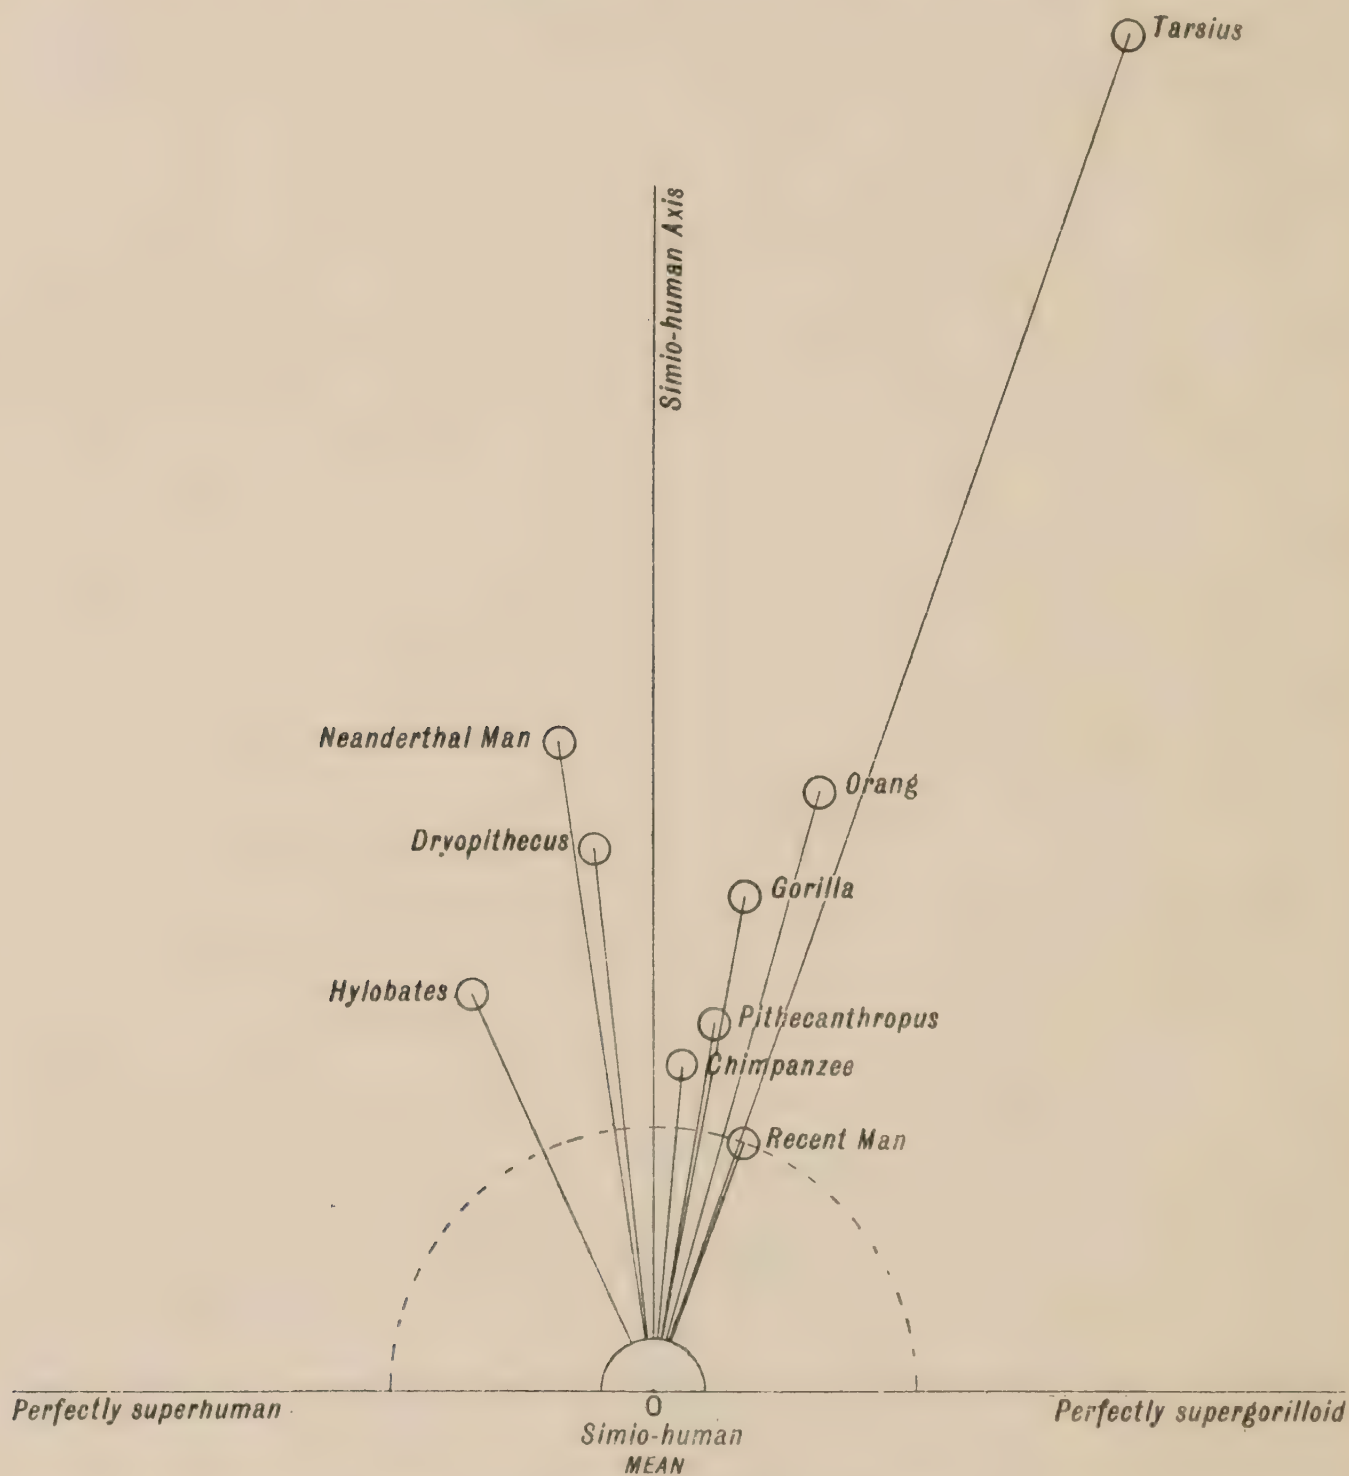 Tarsius
Simio-human Axis
Neanderthal Man
Orang
Dryopithecus
Gorilla
Hylobates
Pithecanthropus
Chimpanzee
Recent Man
Perfectly superhuman
O
Perfectly supergorilloid
Simio-human
MEAN